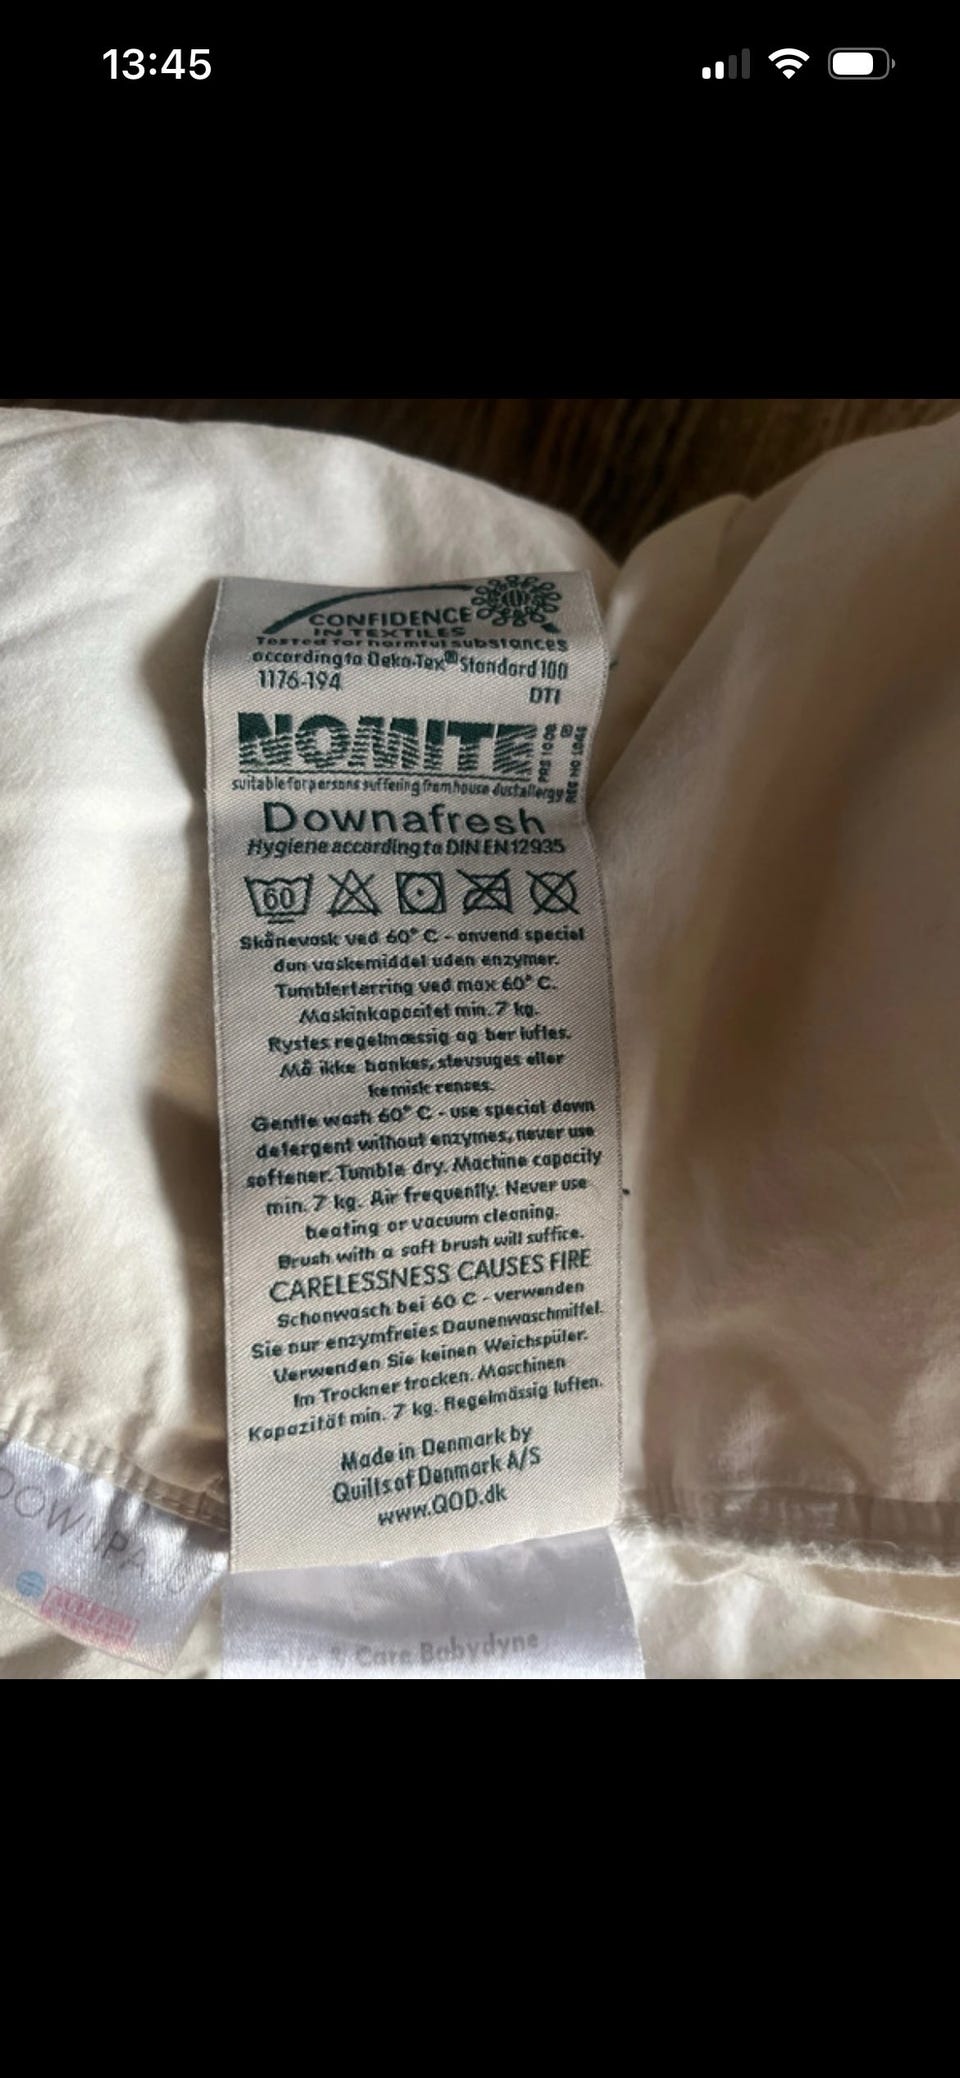 13:45
CONFIDENCE
IN TEXTILES
Tested for harmful substances
according to Oeko-Tex® Standard 100
1176-194
DTI
NOMITE
®
suitable for persons suffering from house dustallergy
Downafresh
Hygiene according to DIN EN 12935
60
Skånevask ved 60° C - anvend special
dun vaskemiddel uden enzymer.
Tumblertørring ved max 60° C.
Maskinkapacitet min. 7 kg.
Rystes regelmæssig og bør luftes.
Må ikke bankes, støvsuges eller
kemisk renses.
Gentle wash 60° C - use special down
detergent without enzymes, never use
softener. Tumble dry. Machine capacity
min. 7 kg. Air frequently. Never use
beating or vacuum cleaning.
Brush with a soft brush will suffice.
CARELESSNESS CAUSES FIRE
Schonwasch bei 60 C - verwenden
Sie nur enzymfreies Daunenwaschmittel.
Verwenden Sie keinen Weichspüler.
Im Trockner trocken. Maschinen
Kapazität min. 7 kg. Regelmässig luften.
Made in Denmark by
Quilts of Denmark A/S
www.QOD.dk
& Care Babydyne